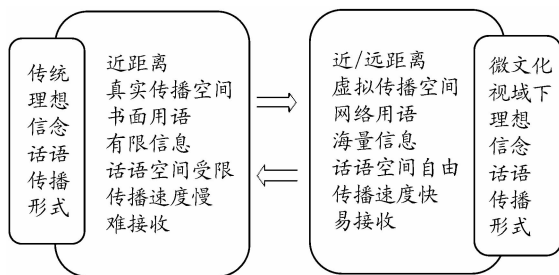 传统
理想
信念
话语
传播
形式
近距离
真实传播空间
书面用语
有限信息
话语空间受限
传播速度慢
难接收
近/远距离
虚拟传播空间
网络用语
海量信息
话语空间自由
传播速度快
易接收
微文化
视域下
理想
信念
话语
传播
形式